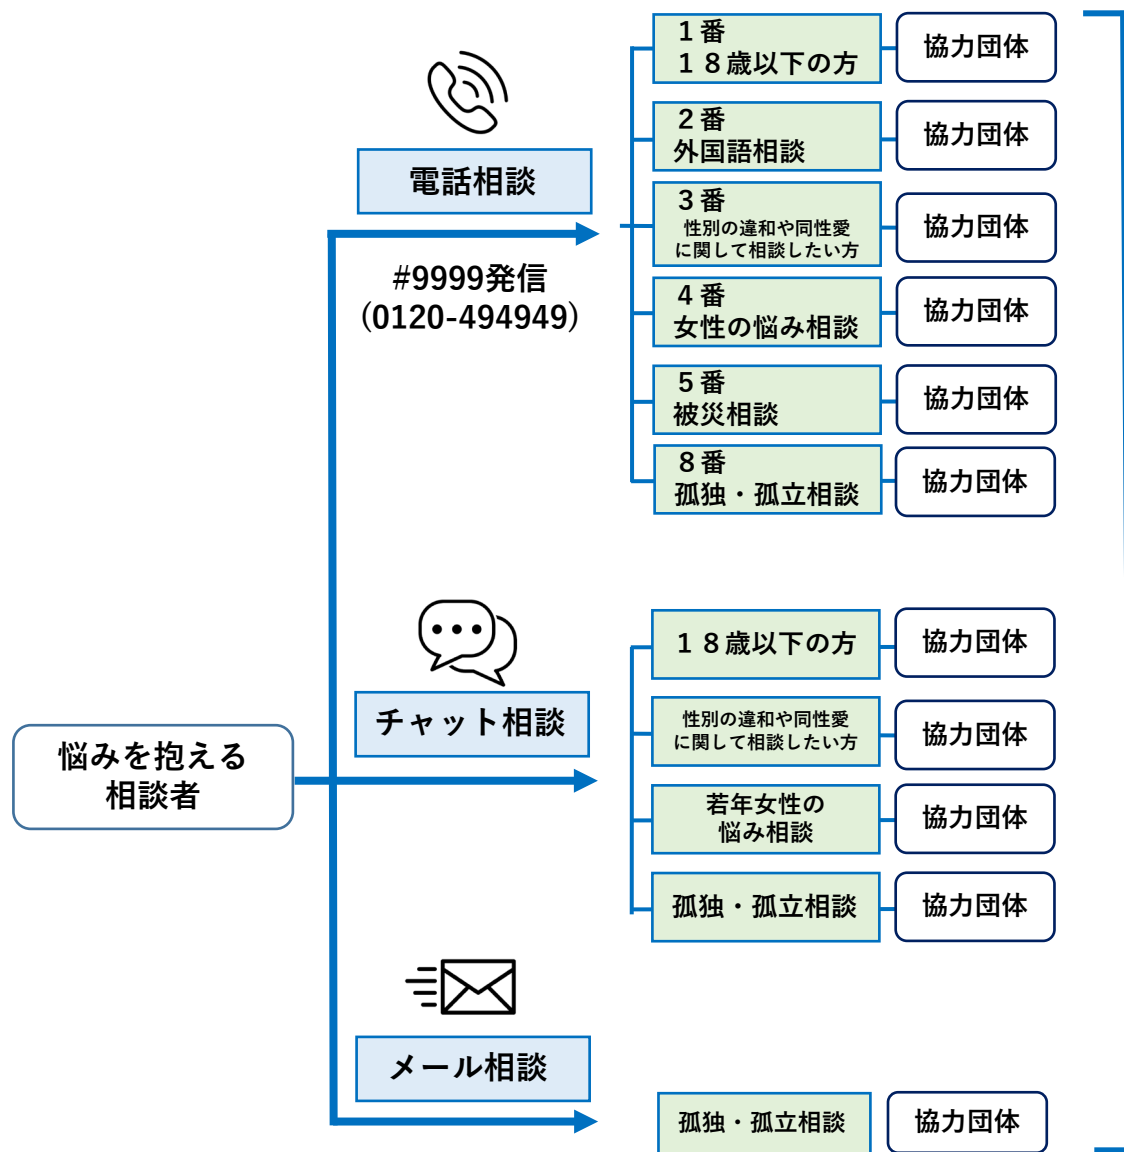 電話相談
#9999発信
(0120-494949)
１番
１８歳以下の方
協力団体
２番
外国語相談
協力団体
３番
性別の違和や同性愛
に関して相談したい方
協力団体
４番
女性の悩み相談
協力団体
５番
被災相談
協力団体
８番
孤独・孤立相談
協力団体
悩みを抱える
相談者
チャット相談
１８歳以下の方
協力団体
性別の違和や同性愛
に関して相談したい方
協力団体
若年女性の
悩み相談
協力団体
孤独・孤立相談
協力団体
メール相談
孤独・孤立相談
協力団体